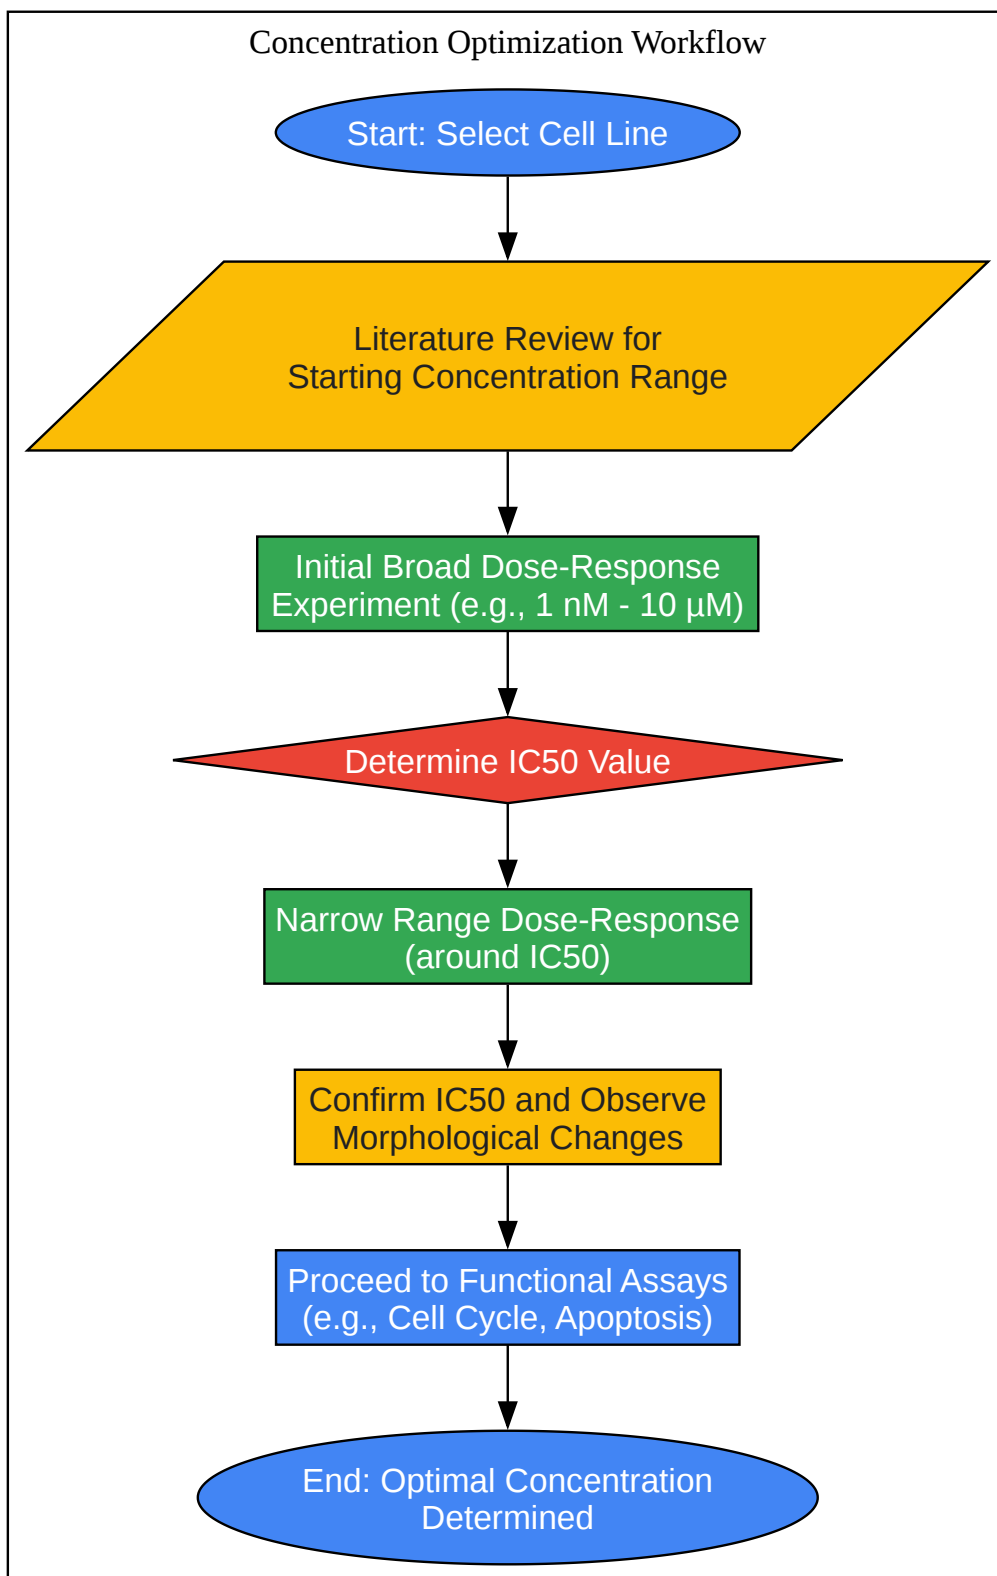 Concentration Optimization Workflow
Start: Select Cell Line
Literature Review for
Starting Concentration Range
Initial Broad Dose-Response
Experiment (e.g., 1 nM - 10 µM)
Determine IC50 Value
Narrow Range Dose-Response
(around IC50)
Confirm IC50 and Observe
Morphological Changes
Proceed to Functional Assays
(e.g., Cell Cycle, Apoptosis)
End: Optimal Concentration
Determined